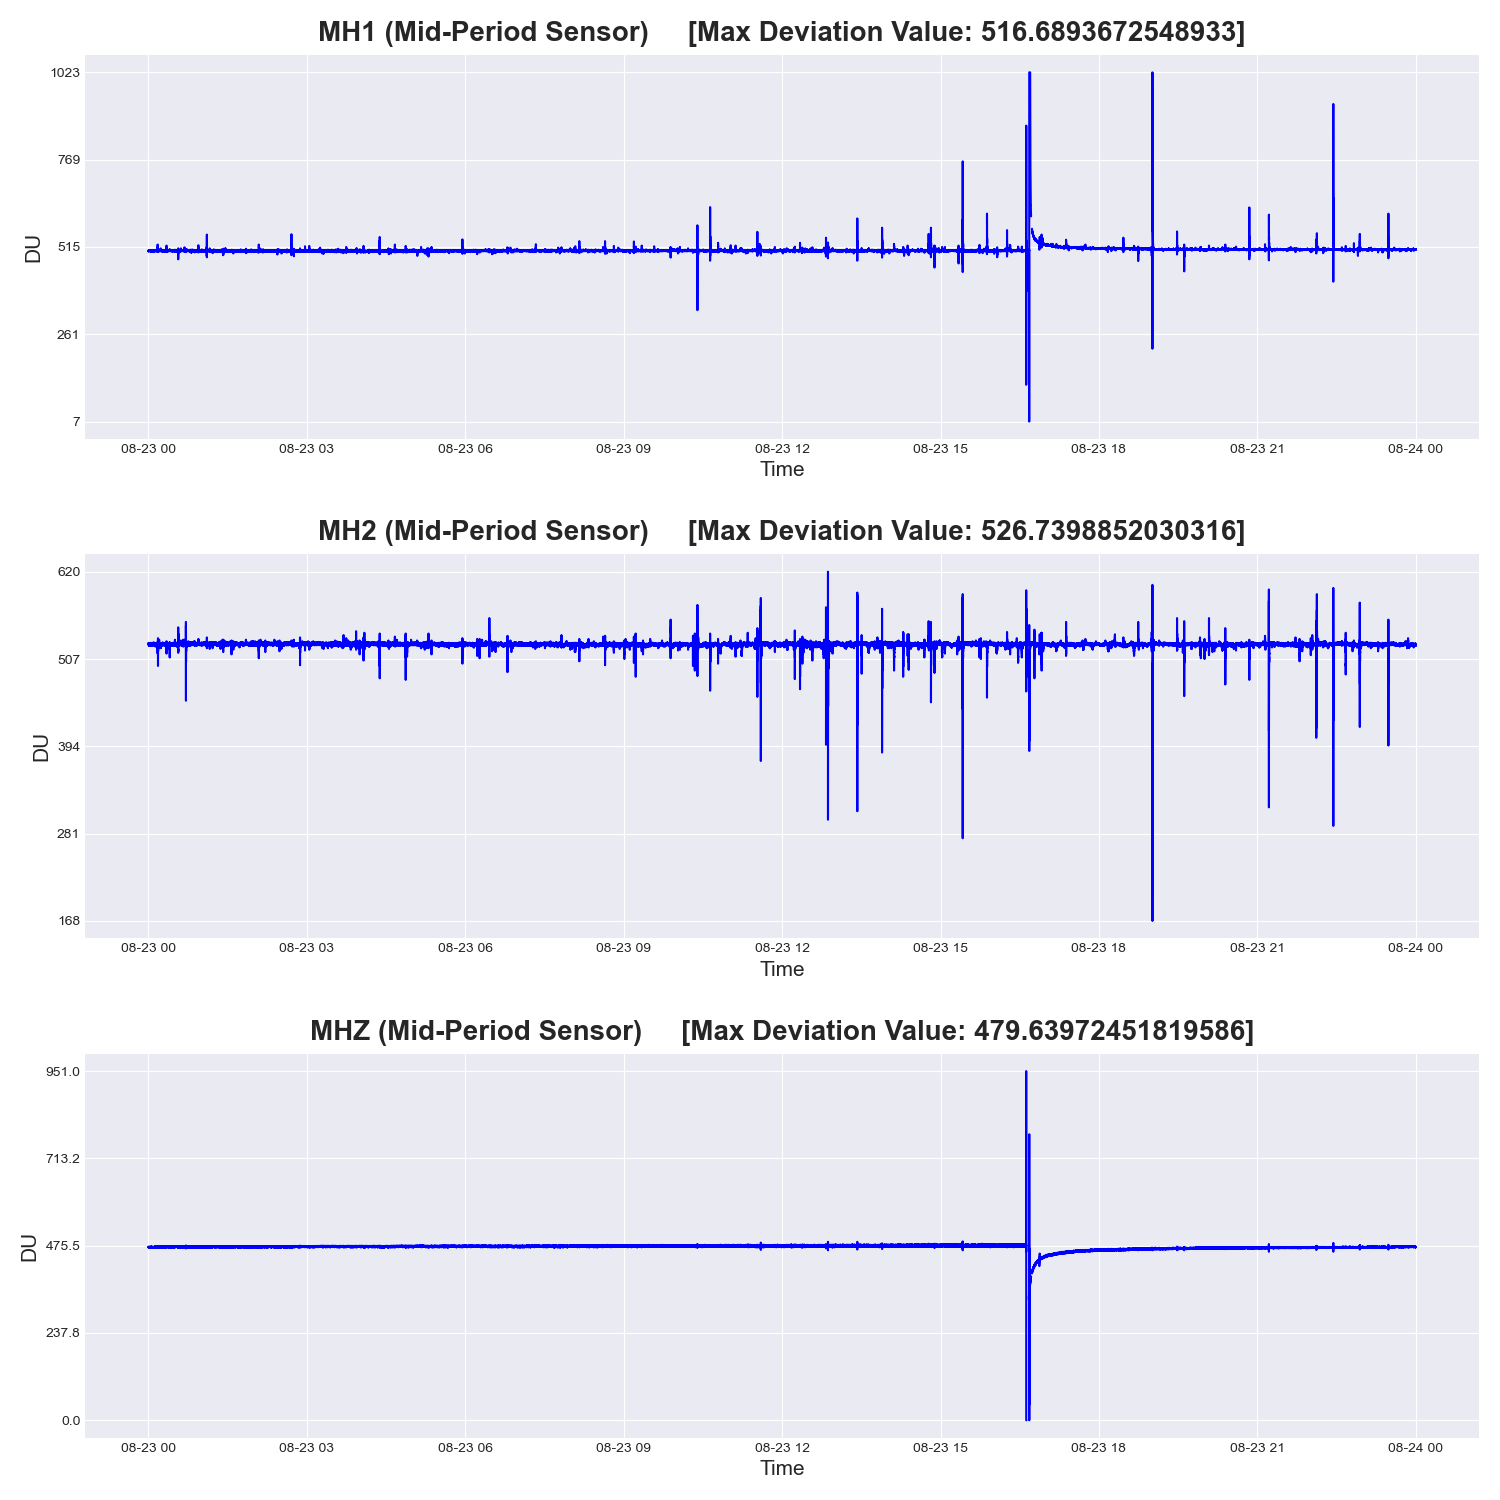 MH1 (Mid-Period Sensor) [Max Deviation Value: 516.6893672548933]
1023
769
515
261
7
DU
08-23 00 08-23 03 08-23 06 08-23 09 08-23 12 08-23 15 08-23 18 08-23 21 08-24 00
Time
MH2 (Mid-Period Sensor) [Max Deviation Value: 526.7398852030316]
620
507
394
281
168
DU
08-23 00 08-23 03 08-23 06 08-23 09 08-23 12 08-23 15 08-23 18 08-23 21 08-24 00
Time
MHZ (Mid-Period Sensor) [Max Deviation Value: 479.63972451819586]
951.0
713.2
475.5
237.8
0.0
DU
08-23 00 08-23 03 08-23 06 08-23 09 08-23 12 08-23 15 08-23 18 08-23 21 08-24 00
Time